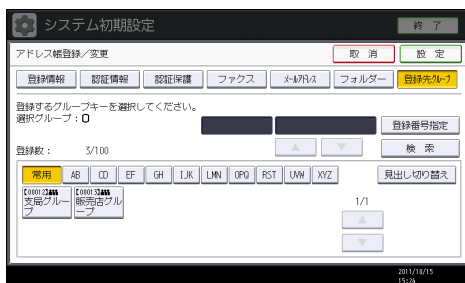 システム初期設定
終 了
アドレス帳登録／変更
取 消
設 定
登録情報
認証情報
認証保護
ファクス
メールアドレス
フォルダー
登録先グループ
登録するグループキーを選択してください。
選択グループ：0
登録番号指定
登録数： 3/100
検 索
常用 AB CD EF GH IJK LMN OPQ RST UVW XYZ
見出し切り替え
【00012】
支局グループ
【00013】
販売店グループ
1/1
2011/10/15
15:24